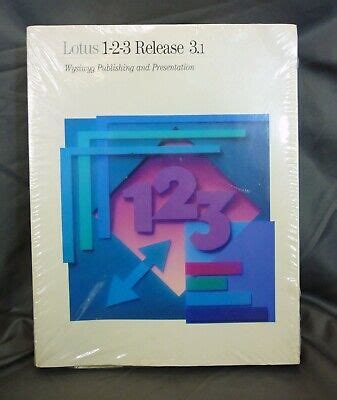 Lotus 1-2-3 Release 3.1
Wysiwyg Publishing and Presentation
123